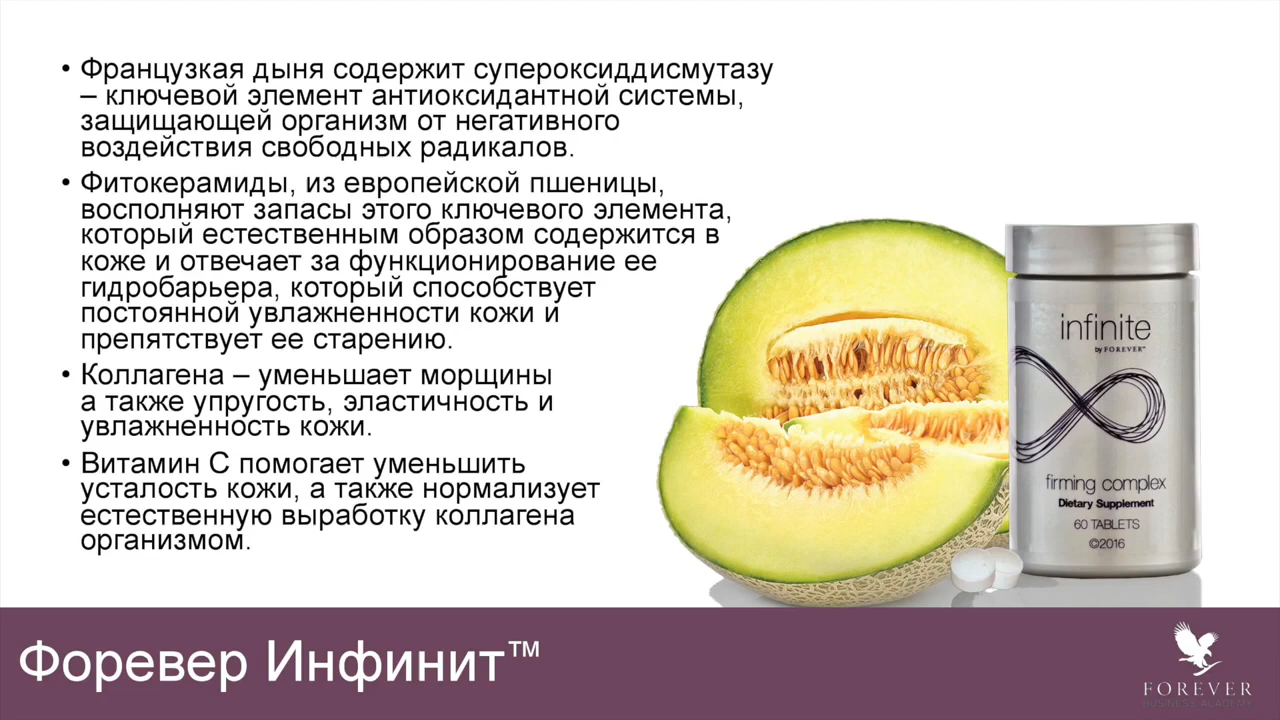 • Французкая дыня содержит супероксиддисмутазу
– ключевой элемент антиоксидантной системы,
защищающей организм от негативного
воздействия свободных радикалов.
• Фитокерамиды, из европейской пшеницы,
восполняют запасы этого ключевого элемента,
который естественным образом содержится в
коже и отвечает за функционирование ее
гидробарьера, который способствует
постоянной увлажненности кожи и
препятствует ее старению.
• Коллагена – уменьшает морщины
а также упругость, эластичность и
увлажненность кожи.
• Витамин С помогает уменьшить
усталость кожи, а также нормализует
естественную выработку коллагена
организмом.
infinite
by FOREVER™
firming complex
Dietary Supplement
60 TABLETS
©2016
Форевер Инфинит™
FOREVER
BUSINESS ACADEMY